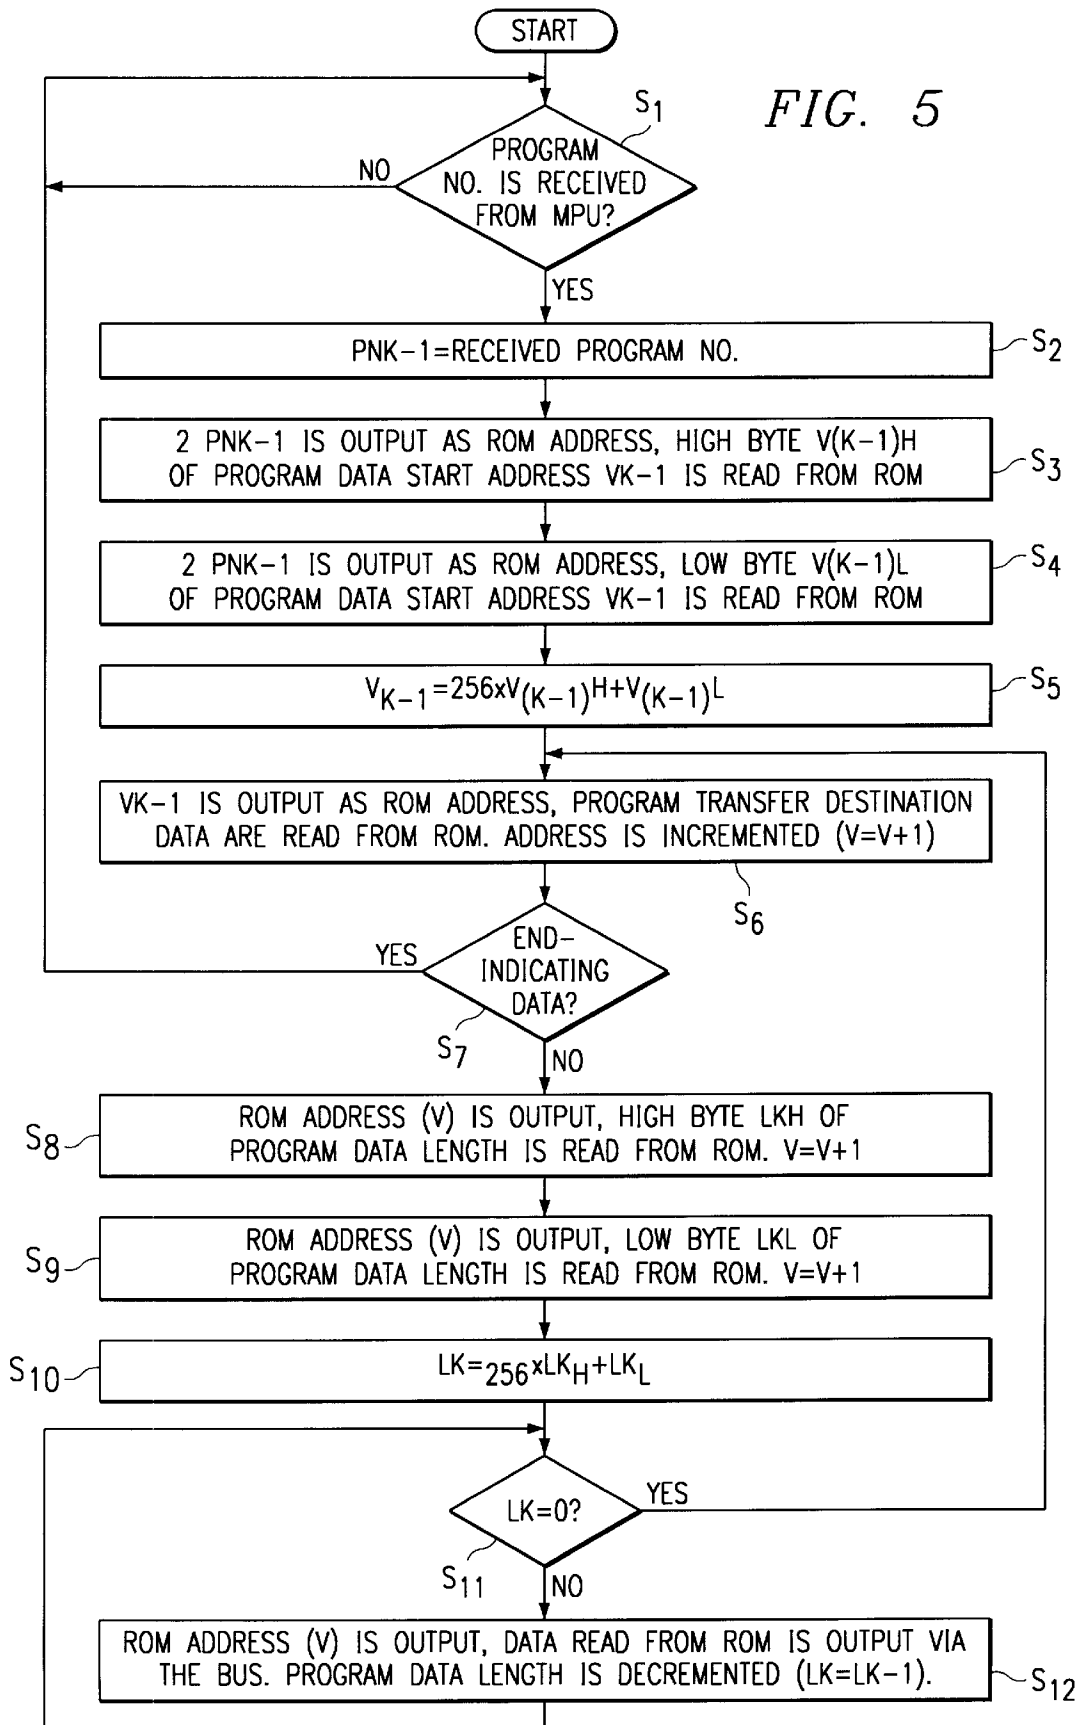 START
FIG. 5
S1
PROGRAM
NO. IS RECEIVED
FROM MPU?
NO
YES
PNK-1=RECEIVED PROGRAM NO.
S2
2 PNK-1 IS OUTPUT AS ROM ADDRESS, HIGH BYTE V(K-1)H
OF PROGRAM DATA START ADDRESS VK-1 IS READ FROM ROM
S3
2 PNK-1 IS OUTPUT AS ROM ADDRESS, LOW BYTE V(K-1)L
OF PROGRAM DATA START ADDRESS VK-1 IS READ FROM ROM
S4
VK-1=256xV(K-1)H+V(K-1)L
S5
VK-1 IS OUTPUT AS ROM ADDRESS, PROGRAM TRANSFER DESTINATION
DATA ARE READ FROM ROM. ADDRESS IS INCREMENTED (V=V+1)
S6
YES
END-
INDICATING
DATA?
S7
NO
S8
ROM ADDRESS (V) IS OUTPUT, HIGH BYTE LKH OF
PROGRAM DATA LENGTH IS READ FROM ROM. V=V+1
S9
ROM ADDRESS (V) IS OUTPUT, LOW BYTE LKL OF
PROGRAM DATA LENGTH IS READ FROM ROM. V=V+1
S10
LK=256xLKH+LKL
LK=0?
YES
S11
NO
ROM ADDRESS (V) IS OUTPUT, DATA READ FROM ROM IS OUTPUT VIA
THE BUS. PROGRAM DATA LENGTH IS DECREMENTED (LK=LK-1).
S12